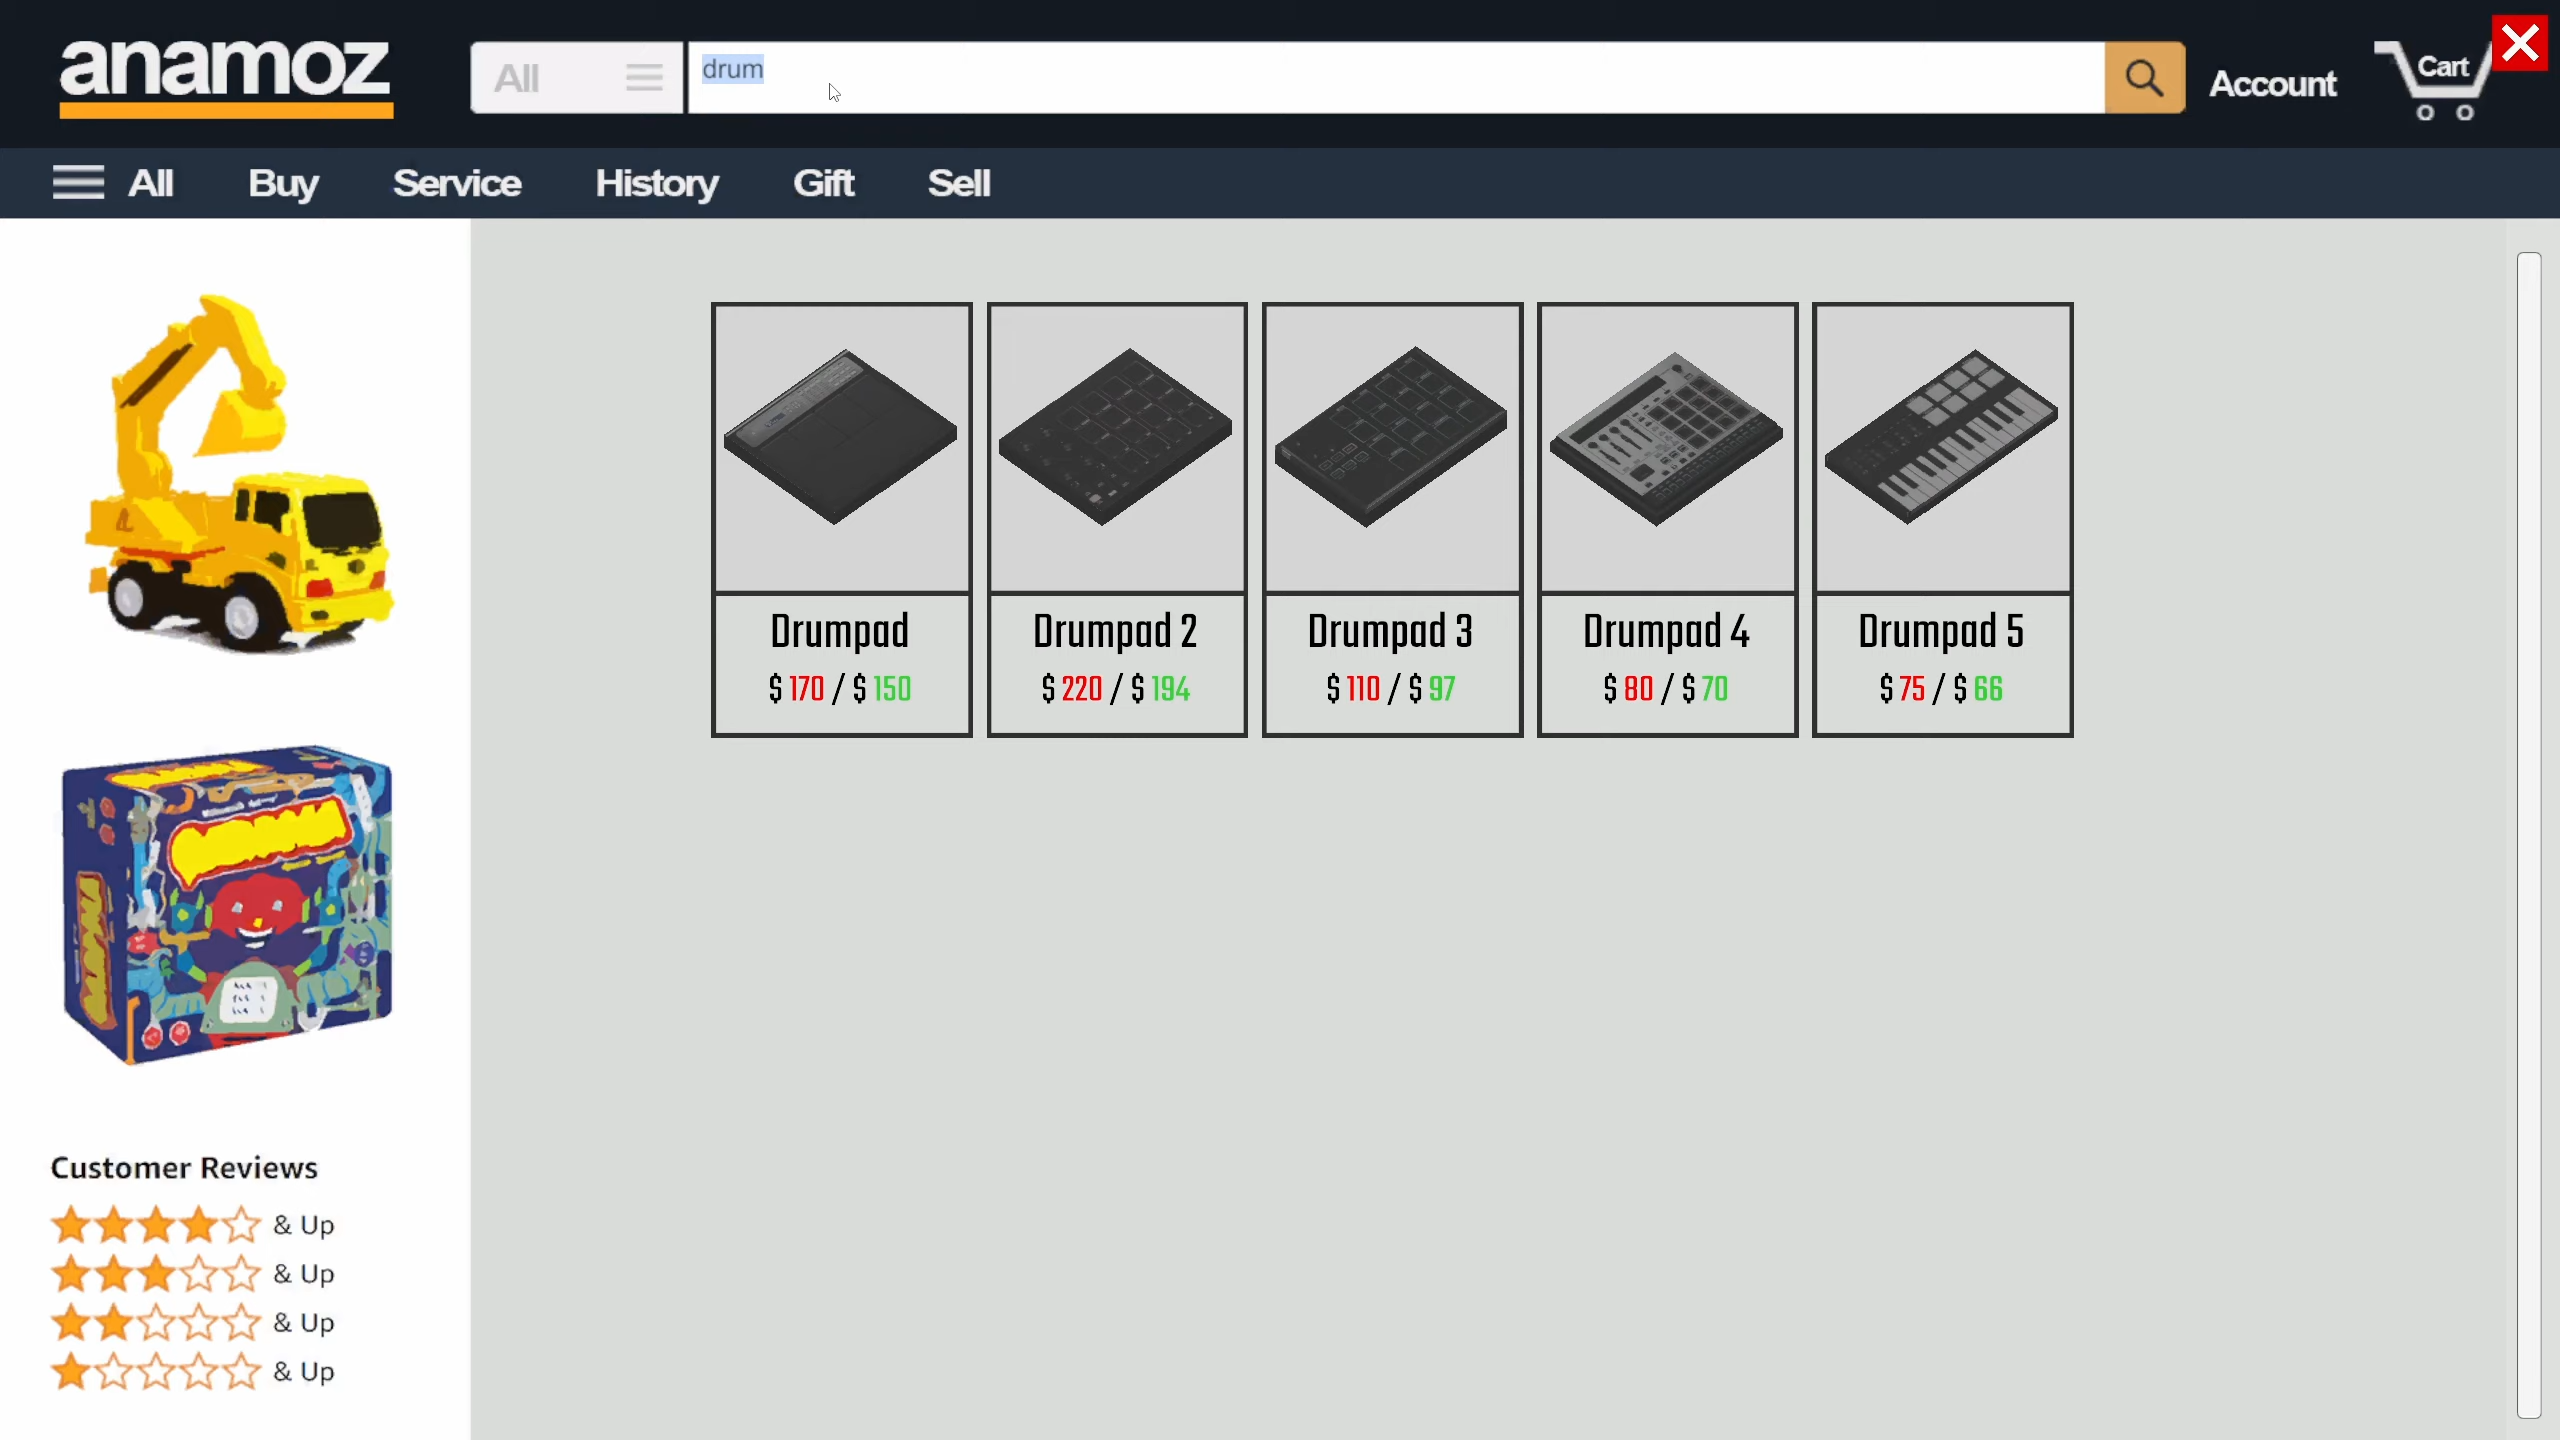 anamoz
All
drum
Account
Cart
All Buy Service History Gift Sell
Drumpad
$ 170 / $ 150
Drumpad 2
$ 220 / $ 194
Drumpad 3
$ 110 / $ 97
Drumpad 4
$ 80 / $ 70
Drumpad 5
$ 75 / $ 66
Customer Reviews
& Up
& Up
& Up
& Up